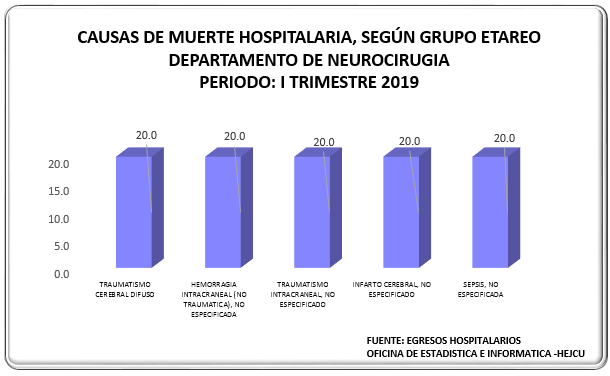 CAUSAS DE MUERTE HOSPITALARIA, SEGÚN GRUPO ETAREO
DEPARTAMENTO DE NEUROCIRUGIA
PERIODO: I TRIMESTRE 2019
20.0 20.0 20.0 20.0 20.0
20.0
15.0
10.0
5.0
0.0
TRAUMATISMO
CEREBRAL DIFUSO
HEMORRAGIA
INTRACRANEAL (NO
TRAUMATICA), NO
ESPECIFICADA
TRAUMATISMO
INTRACRANEAL, NO
ESPECIFICADO
INFARTO CEREBRAL, NO
ESPECIFICADO
SEPSIS, NO
ESPECIFICADA
FUENTE: EGRESOS HOSPITALARIOS
OFICINA DE ESTADISTICA E INFORMATICA -HEJCU